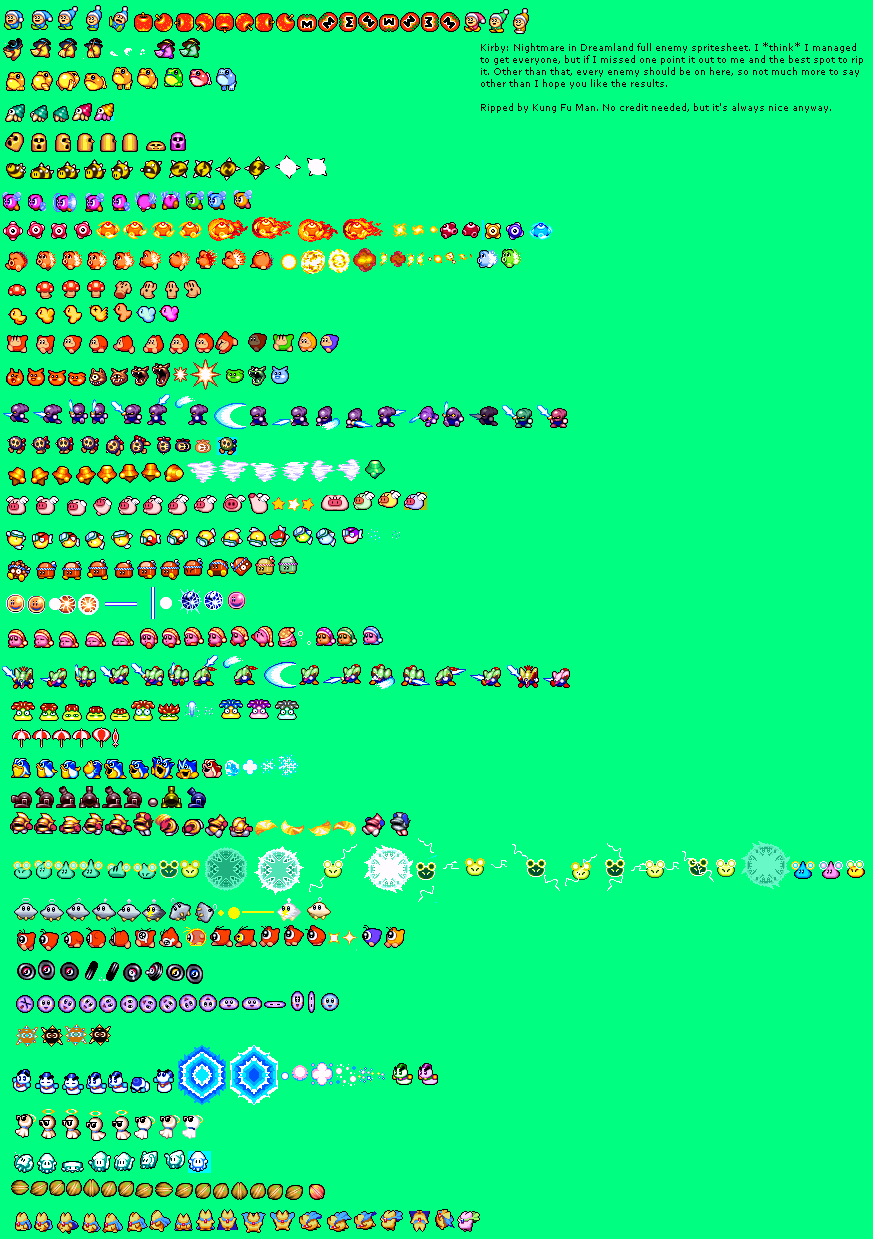 Kirby: Nightmare in Dreamland full enemy spritesheet. I *think* I managed
to get everyone, but if I missed one point it out to me and the best spot to rip
it. Other than that, every enemy should be on here, so not much more to say
other than I hope you like the results.
Ripped by Kung Fu Man. No credit needed, but it's always nice anyway.